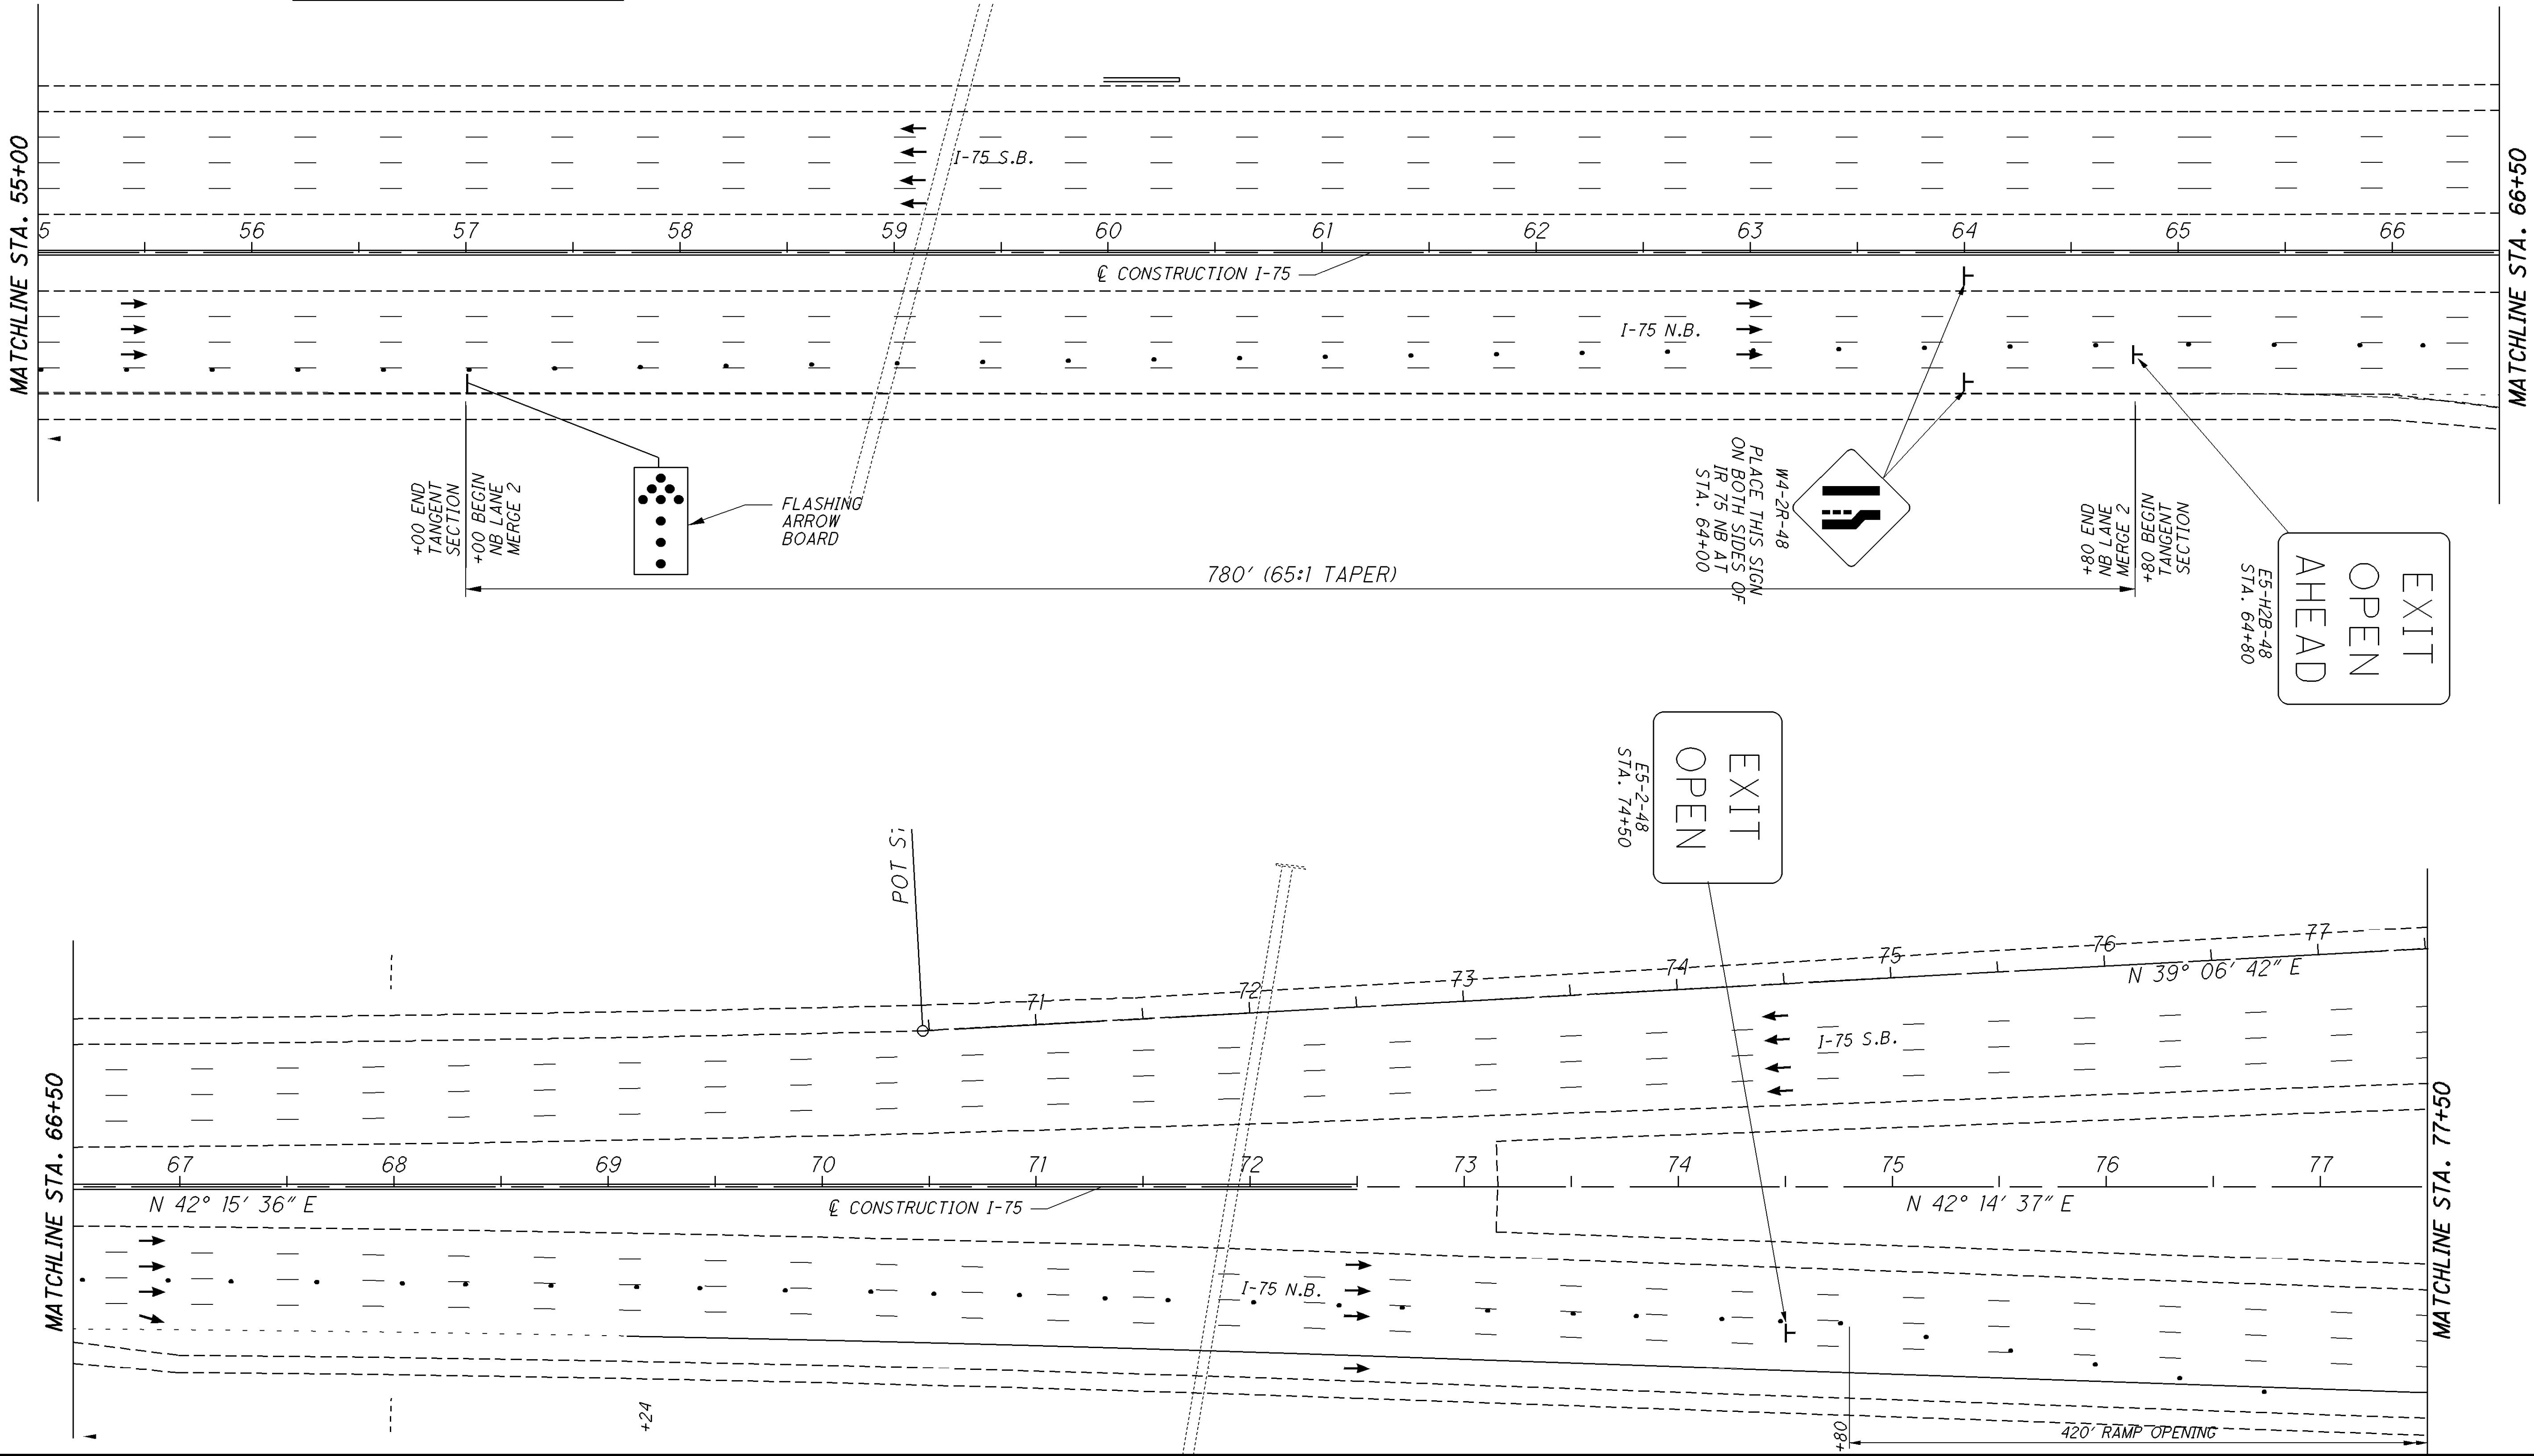 MATCHLINE STA. 55+00
I-75 S.B.
5 56 57 58 59 60 61 62 63 64 65 66
℄ CONSTRUCTION I-75
I-75 N.B.
MATCHLINE STA. 66+50
+00 END
TANGENT
SECTION
+00 BEGIN
NB LANE
MERGE 2
FLASHING
ARROW
BOARD
780' (65:1 TAPER)
W4-2R-48
PLACE THIS SIGN
ON BOTH SIDES OF
IR 75 NB AT
STA. 64+00
+80 END
NB LANE
MERGE 2
+80 BEGIN
TANGENT
SECTION
EXIT
OPEN
AHEAD
E5-H2B-48
STA. 64+80
EXIT
OPEN
E5-2-48
STA. 74+50
POT S
MATCHLINE STA. 66+50
71 72 73 74 75 76 77
N 39° 06' 42" E
I-75 S.B.
67 68 69 70 71 72 73 74 75 76 77
N 42° 15' 36" E
℄ CONSTRUCTION I-75
N 42° 14' 37" E
I-75 N.B.
MATCHLINE STA. 77+50
+24
+80
420' RAMP OPENING